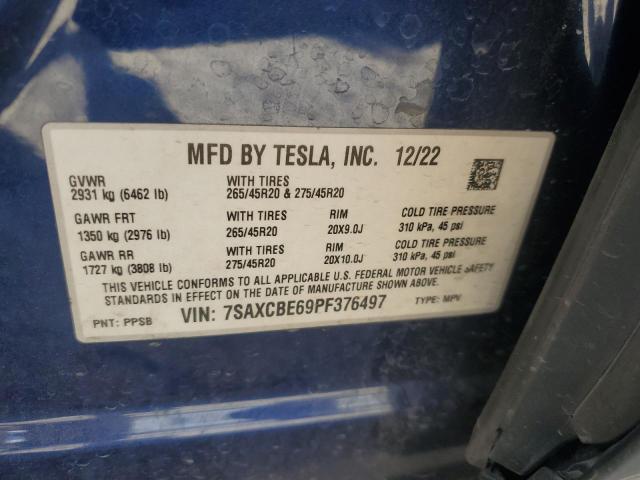 MFD BY TESLA, INC. 12/22
GVWR
2931 kg (6462 lb)
WITH TIRES
265/45R20 & 275/45R20
GAWR FRT
1350 kg (2976 lb)
WITH TIRES
265/45R20
RIM
20X9.0J
COLD TIRE PRESSURE
310 kPa, 45 psi
GAWR RR
1727 kg (3808 lb)
WITH TIRES
275/45R20
RIM
20X10.0J
COLD TIRE PRESSURE
310 kPa, 45 psi
THIS VEHICLE CONFORMS TO ALL APPLICABLE U.S. FEDERAL MOTOR VEHICLE SAFETY
STANDARDS IN EFFECT ON THE DATE OF MANUFACTURE SHOWN ABOVE.
PNT: PPSB
VIN: 7SAXCBE69PF376497
TYPE: MPV